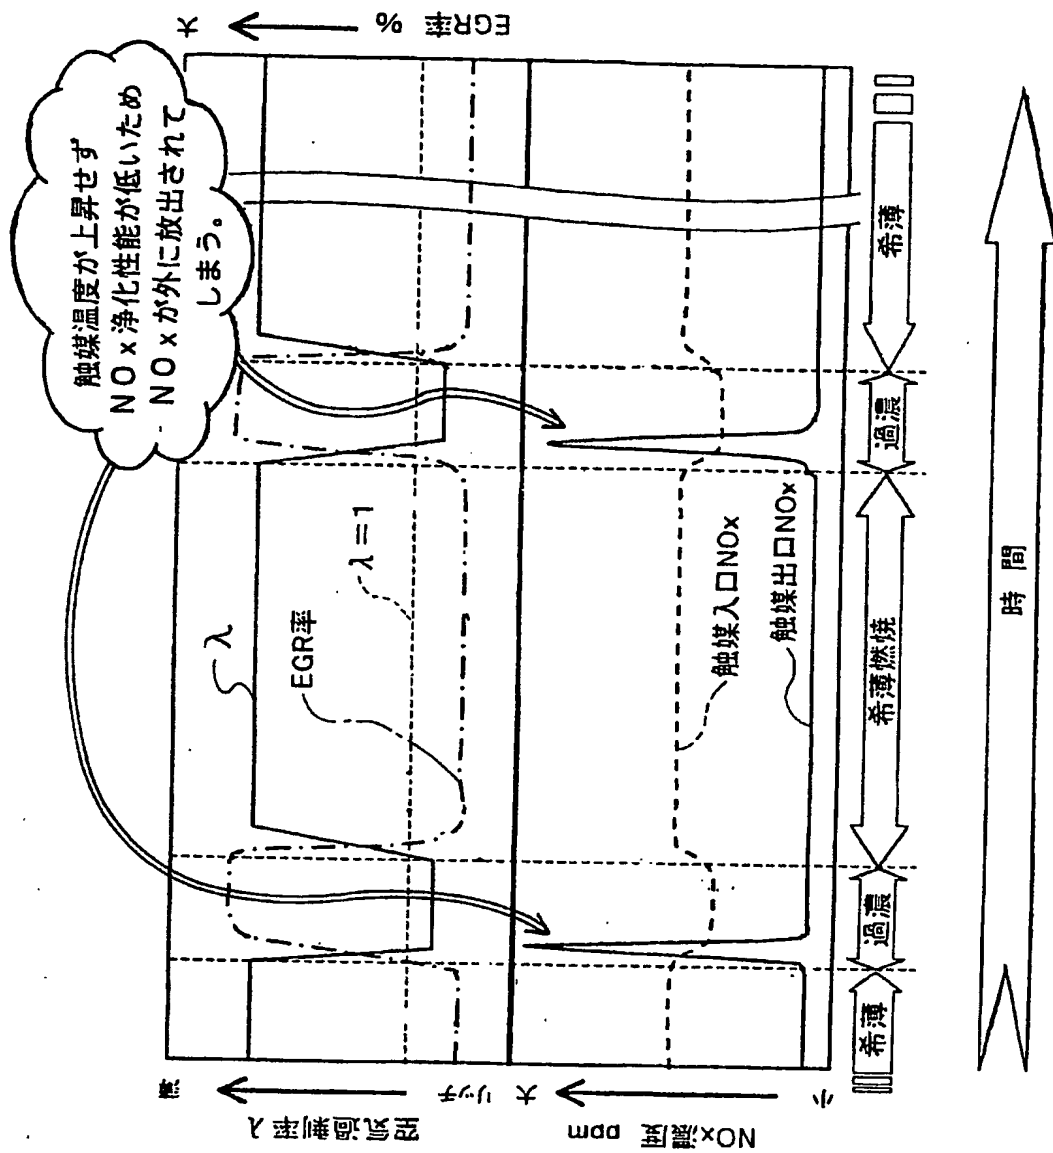 触媒温度が上昇せず
NOx浄化性能が低いため
NOxが外に放出されて
しまう。
大
EGR率 %
薄
空気過剰率λ
リッチ
λ
λ=1
EGR率
大
NOx濃度 ppm
小
触媒入口NOx
触媒出口NOx
希薄
過濃
希薄燃焼
過濃
希薄
時間